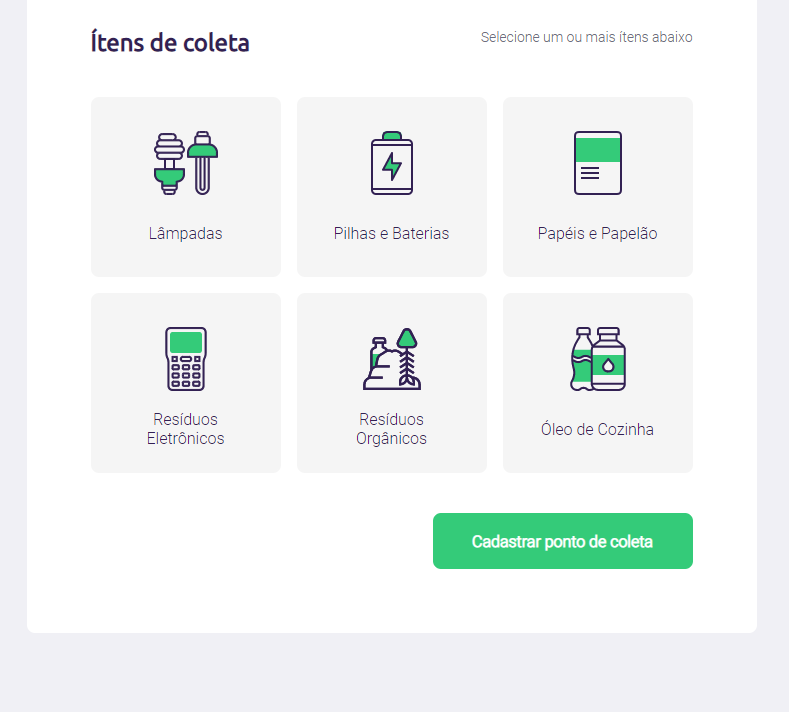 Ítens de coleta
Selecione um ou mais ítens abaixo
Lâmpadas
Pilhas e Baterias
Papéis e Papelão
Resíduos
Eletrônicos
Resíduos
Orgânicos
Óleo de Cozinha
Cadastrar ponto de coleta